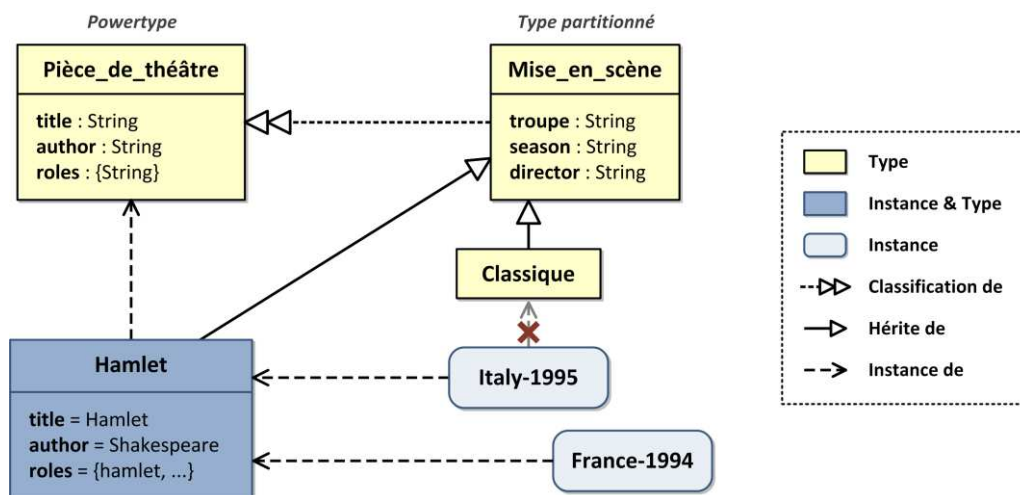 Powertype
Type partitionné
Pièce_de_théâtre
title : String
author : String
roles : {String}
Mise_en_scène
troupe : String
season : String
director : String
Classique
Hamlet
title = Hamlet
author = Shakespeare
roles = {hamlet, ...}
Italy-1995
France-1994
Type
Instance & Type
Instance
Classification de
Hérite de
Instance de